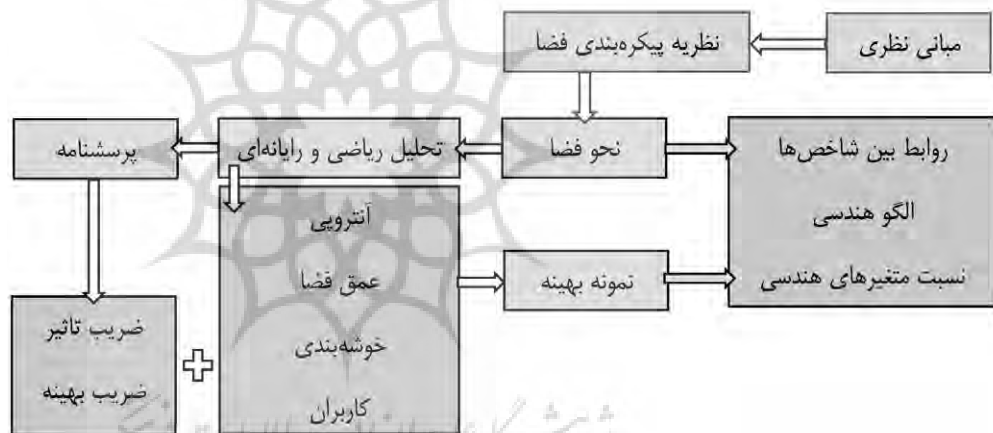 مبانی نظری
نظریه پیکره‌بندی فضا
روابط بین شاخص‌ها
الگو هندسی
نسبت متغیرهای هندسی
نحو فضا
تحلیل ریاضی و رایانه‌ای
پرسشنامه
آنتروپی
عمق فضا
خوشه‌بندی
کاربران
نمونه بهینه
ضریب تاثیر
ضریب بهینه